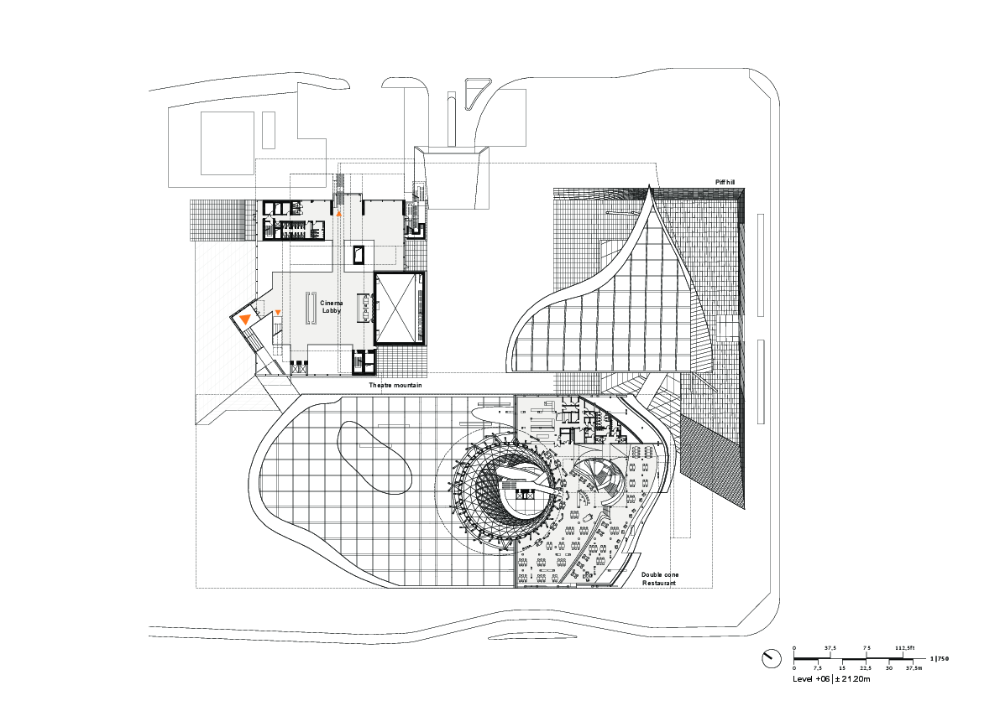 Piff hill
Cinema
Lobby
Theatre mountain
Double cone
Restaurant
0 37,5 75 112,5ft
1|750
0 7,5 15 22,5 30 37,5m
Level +06 | ± 21.20m